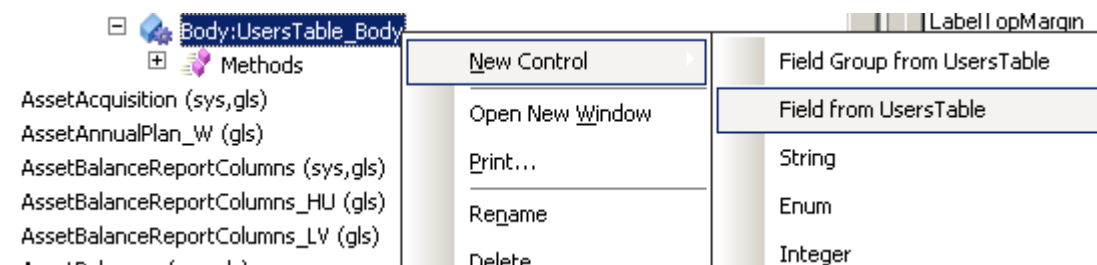 Body:UsersTable_Body
Methods
AssetAcquisition (sys,gls)
AssetAnnualPlan_W (gls)
AssetBalanceReportColumns (sys,gls)
AssetBalanceReportColumns_HU (gls)
AssetBalanceReportColumns_LV (gls)
New Control
Open New Window
Print...
Rename
Delete
LabelTopMargin
Field Group from UsersTable
Field from UsersTable
String
Enum
Integer